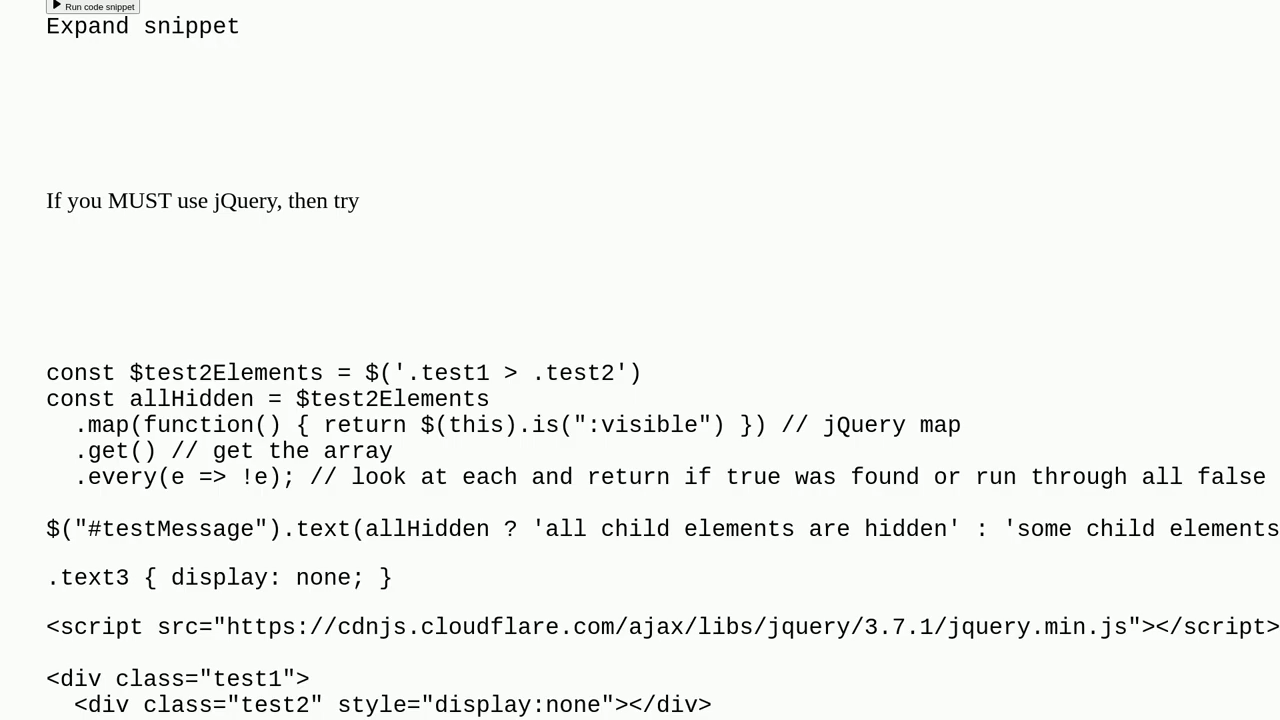 Run code snippet
Expand snippet
If you MUST use jQuery, then try
const $test2Elements = $('.test1 > .test2')
const allHidden = $test2Elements
  .map(function() { return $(this).is(":visible") }) // jQuery map
  .get() // get the array
  .every(e => !e); // look at each and return if true was found or run through all false
$("#testMessage").text(allHidden ? 'all child elements are hidden' : 'some child elements
.text3 { display: none; }
<script src="https://cdnjs.cloudflare.com/ajax/libs/jquery/3.7.1/jquery.min.js"></script>
<div class="test1">
  <div class="test2" style="display:none"></div>